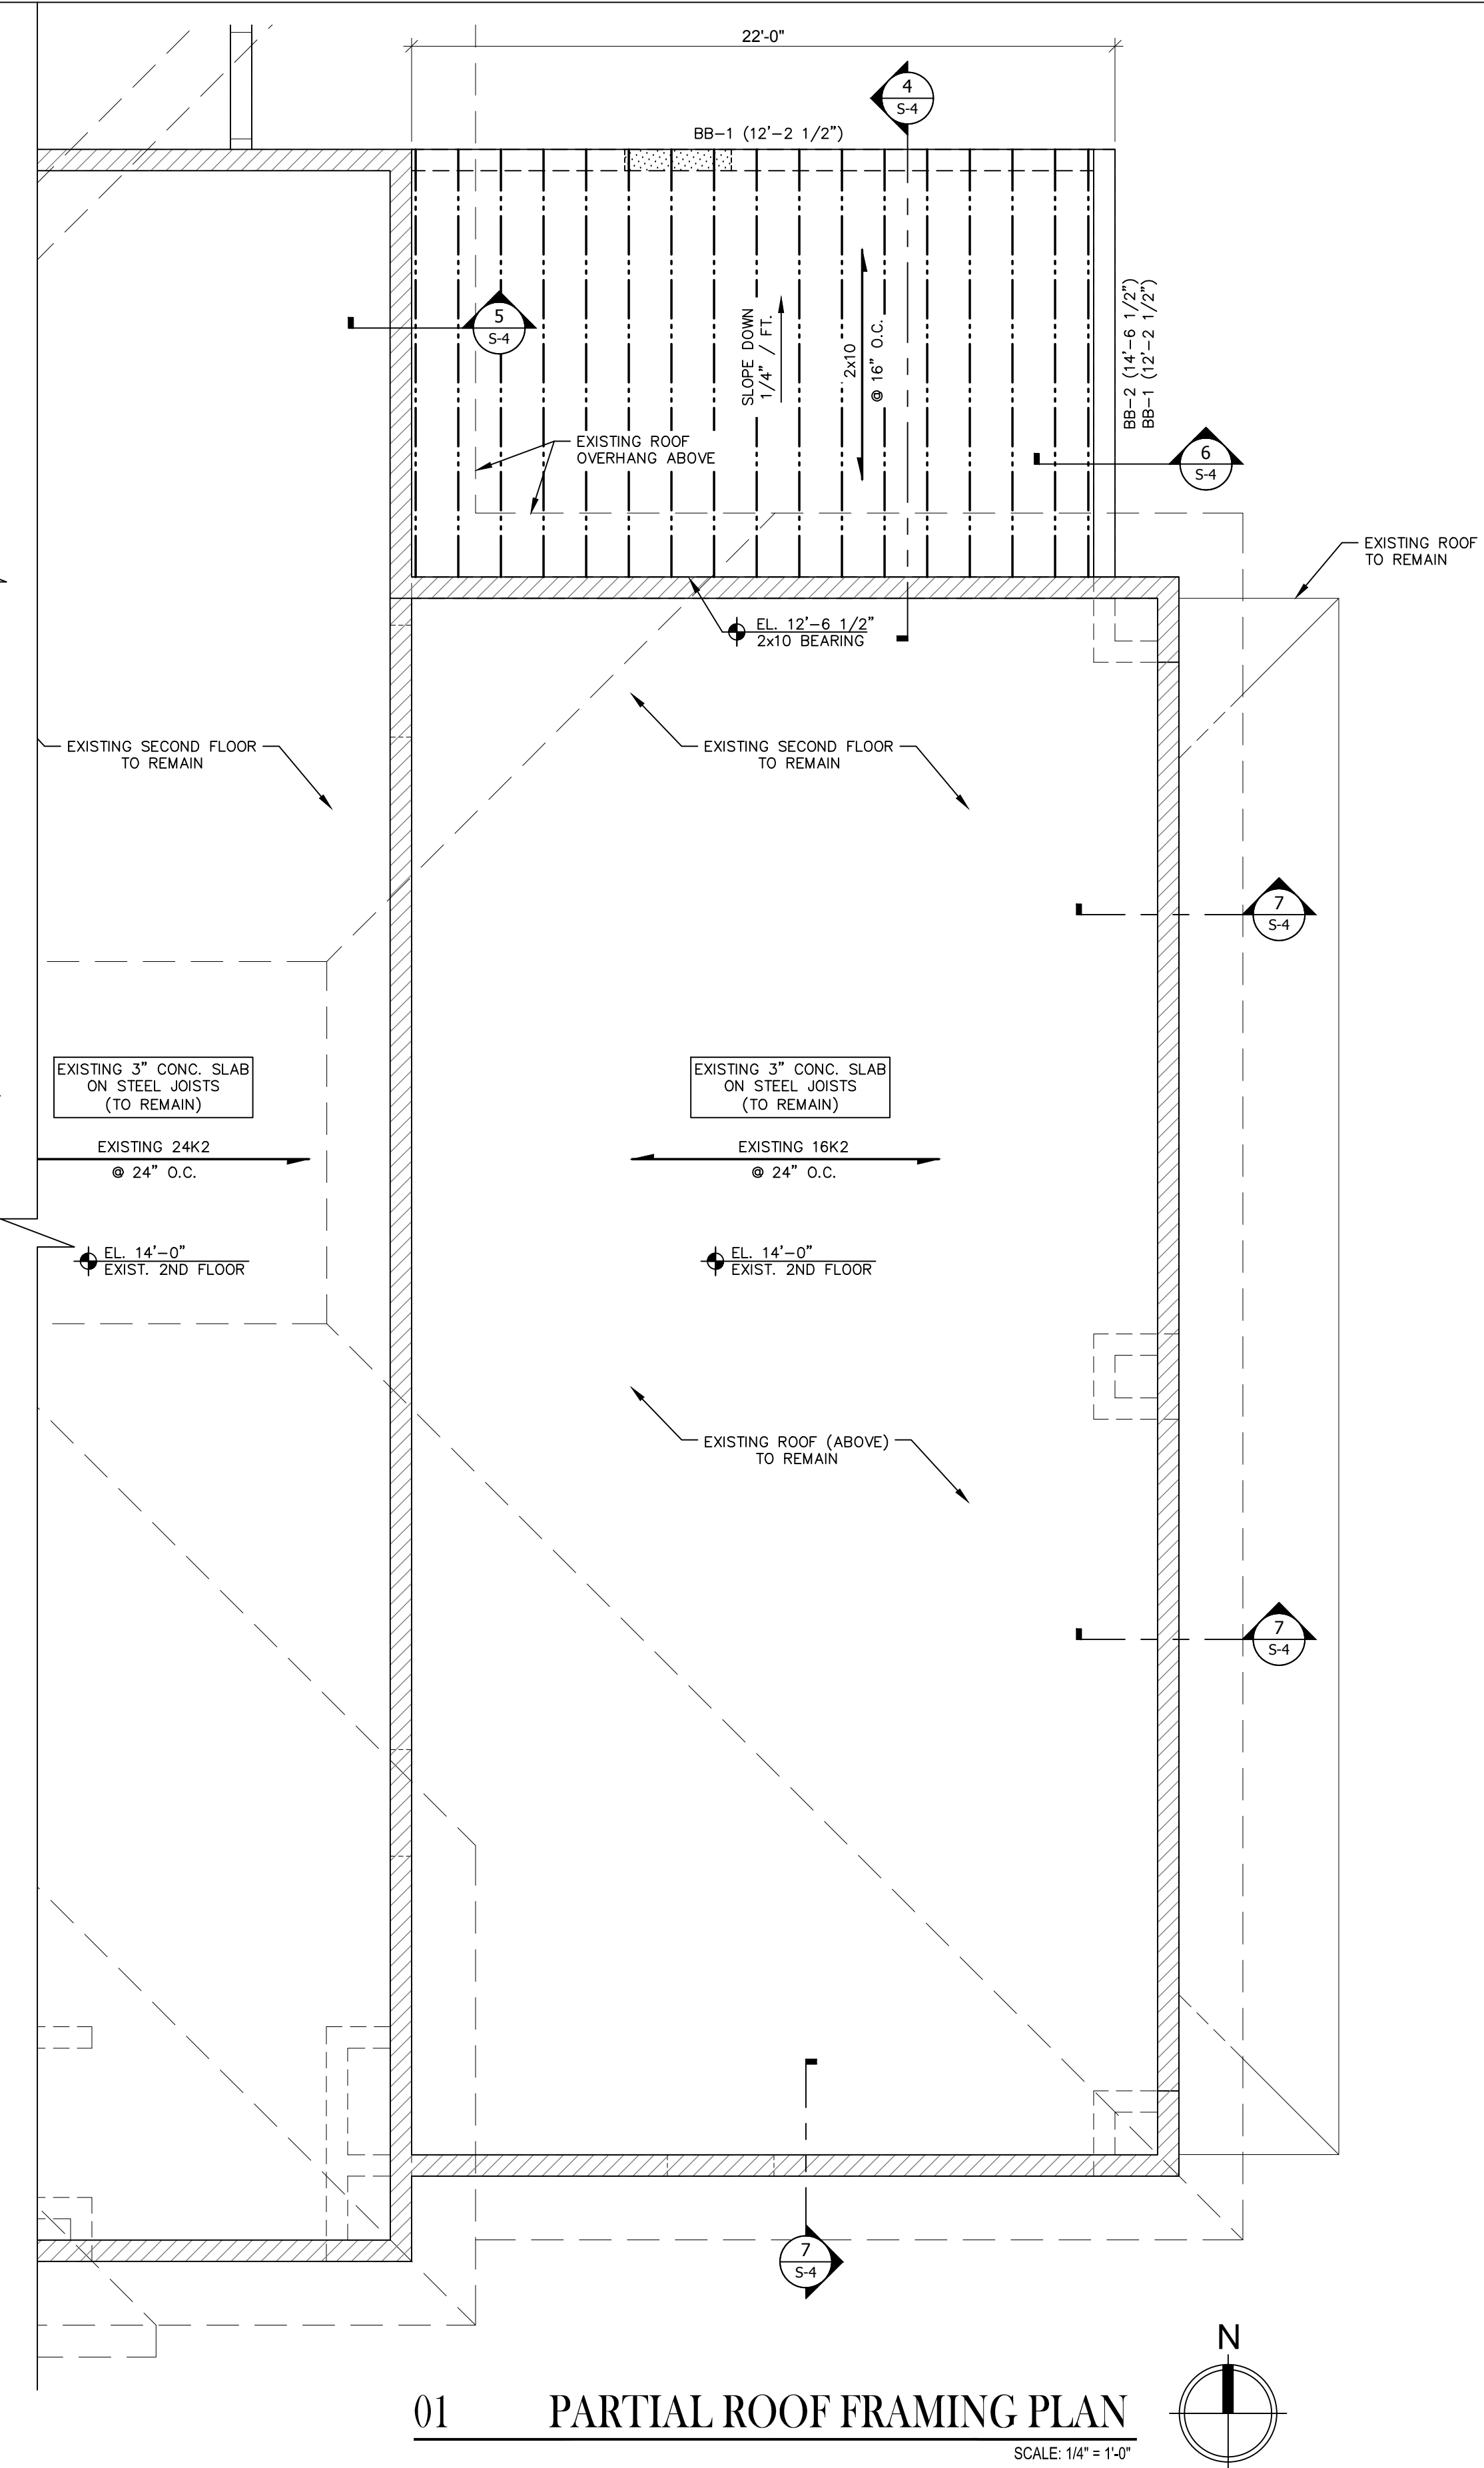 22'-0"
4
S-4
BB-1 (12'-2 1/2")
5
S-4
SLOPE DOWN
1/4" / FT.
2x10
@ 16" O.C.
BB-2 (14'-6 1/2")
BB-1 (12'-2 1/2")
EXISTING ROOF
OVERHANG ABOVE
6
S-4
EXISTING ROOF
TO REMAIN
EL. 12'-6 1/2"
2x10 BEARING
EXISTING SECOND FLOOR
TO REMAIN
EXISTING SECOND FLOOR
TO REMAIN
7
S-4
EXISTING 3" CONC. SLAB
ON STEEL JOISTS
(TO REMAIN)
EXISTING 3" CONC. SLAB
ON STEEL JOISTS
(TO REMAIN)
EXISTING 24K2
@ 24" O.C.
EXISTING 16K2
@ 24" O.C.
EL. 14'-0"
EXIST. 2ND FLOOR
EL. 14'-0"
EXIST. 2ND FLOOR
EXISTING ROOF (ABOVE)
TO REMAIN
7
S-4
7
S-4
N
01 PARTIAL ROOF FRAMING PLAN
SCALE: 1/4" = 1'-0"